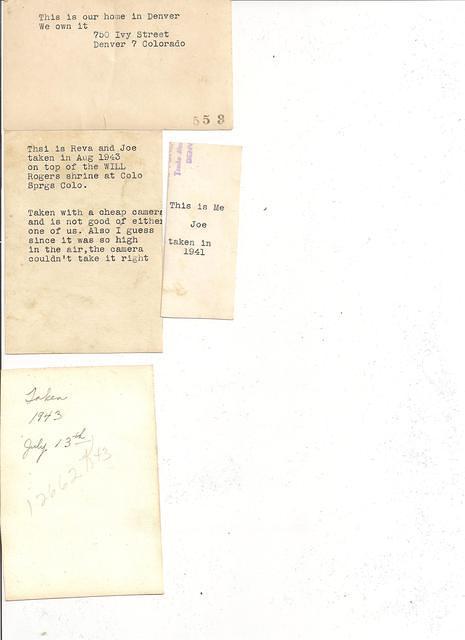 This is our home in Denver
We own it
750 Ivy Street
Denver 7 Colorado
553
Thsi is Reva and Joe
taken in Aug 1943
on top of the WILL
Rogers shrine at Colo
Sprgs Colo.
Taken with a cheap camera
and is not good of either
one of us. Also I guess
since it was so high
in the air,the camera
couldn't take it right
This is Me
Joe
taken in
1941
Taken
1943
July 13th